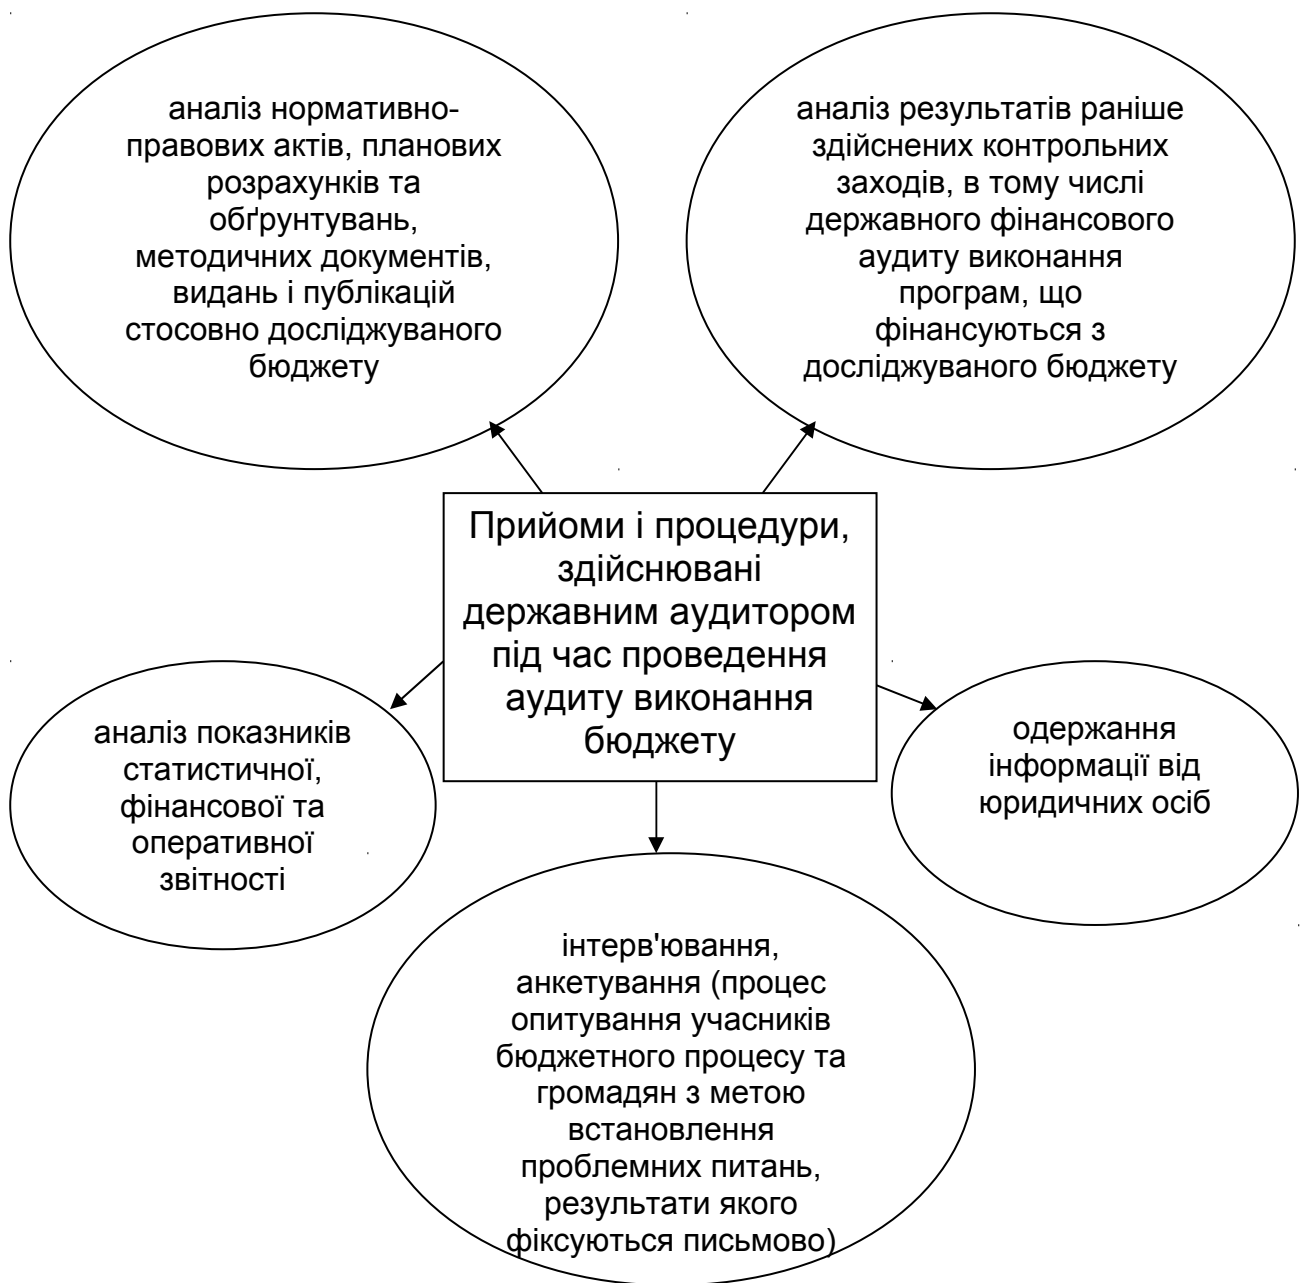 аналіз нормативно-
правових актів, планових
розрахунків та
обґрунтувань,
методичних документів,
видань і публікацій
стосовно досліджуваного
бюджету
аналіз результатів раніше
здійснених контрольних
заходів, в тому числі
державного фінансового
аудиту виконання
програм, що
фінансуються з
досліджуваного бюджету
Прийоми і процедури,
здійснювані
державним аудитором
під час проведення
аудиту виконання
бюджету
аналіз показників
статистичної,
фінансової та
оперативної
звітності
одержання
інформації від
юридичних осіб
інтерв'ювання,
анкетування (процес
опитування учасників
бюджетного процесу та
громадян з метою
встановлення
проблемних питань,
результати якого
фіксуються письмово)